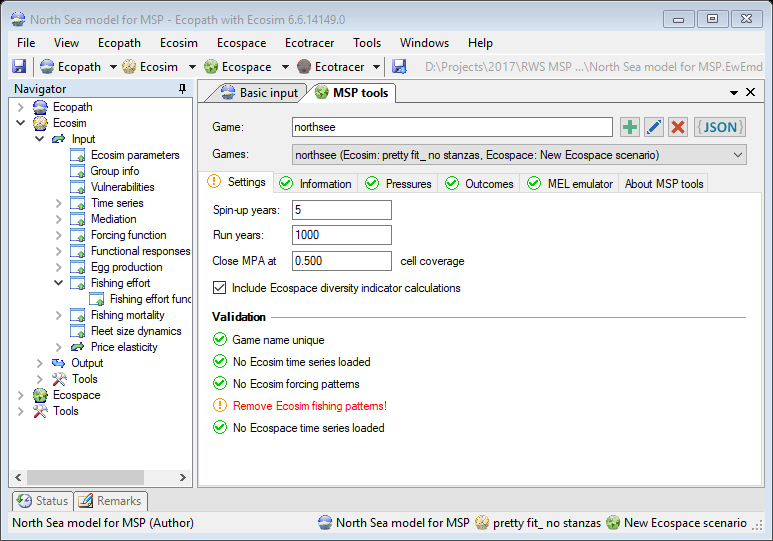 North Sea model for MSP - Ecopath with Ecosim 6.6.14149.0
File View Ecopath Ecosim Ecospace Ecotracer Tools Windows Help
Ecopath Ecosim Ecospace Ecotracer D:\Projects\2017\RWS MSP ...\North Sea model for MSP.EwEmd
Navigator
Ecopath
Ecosim
Input
Ecosim parameters
Group info
Vulnerabilities
Time series
Mediation
Forcing function
Functional responses
Egg production
Fishing effort
Fishing effort func
Fishing mortality
Fleet size dynamics
Price elasticity
Output
Tools
Ecospace
Tools
Basic input MSP tools
Game: northsee {JSON}
Games: northsee (Ecosim: pretty fit_ no stanzas, Ecospace: New Ecospace scenario)
Settings Information Pressures Outcomes MEL emulator About MSP tools
Spin-up years: 5
Run years: 1000
Close MPA at 0.500 cell coverage
Include Ecospace diversity indicator calculations
Validation
Game name unique
No Ecosim time series loaded
No Ecosim forcing patterns
Remove Ecosim fishing patterns!
No Ecospace time series loaded
Status Remarks
North Sea model for MSP (Author) North Sea model for MSP pretty fit_ no stanzas New Ecospace scenario